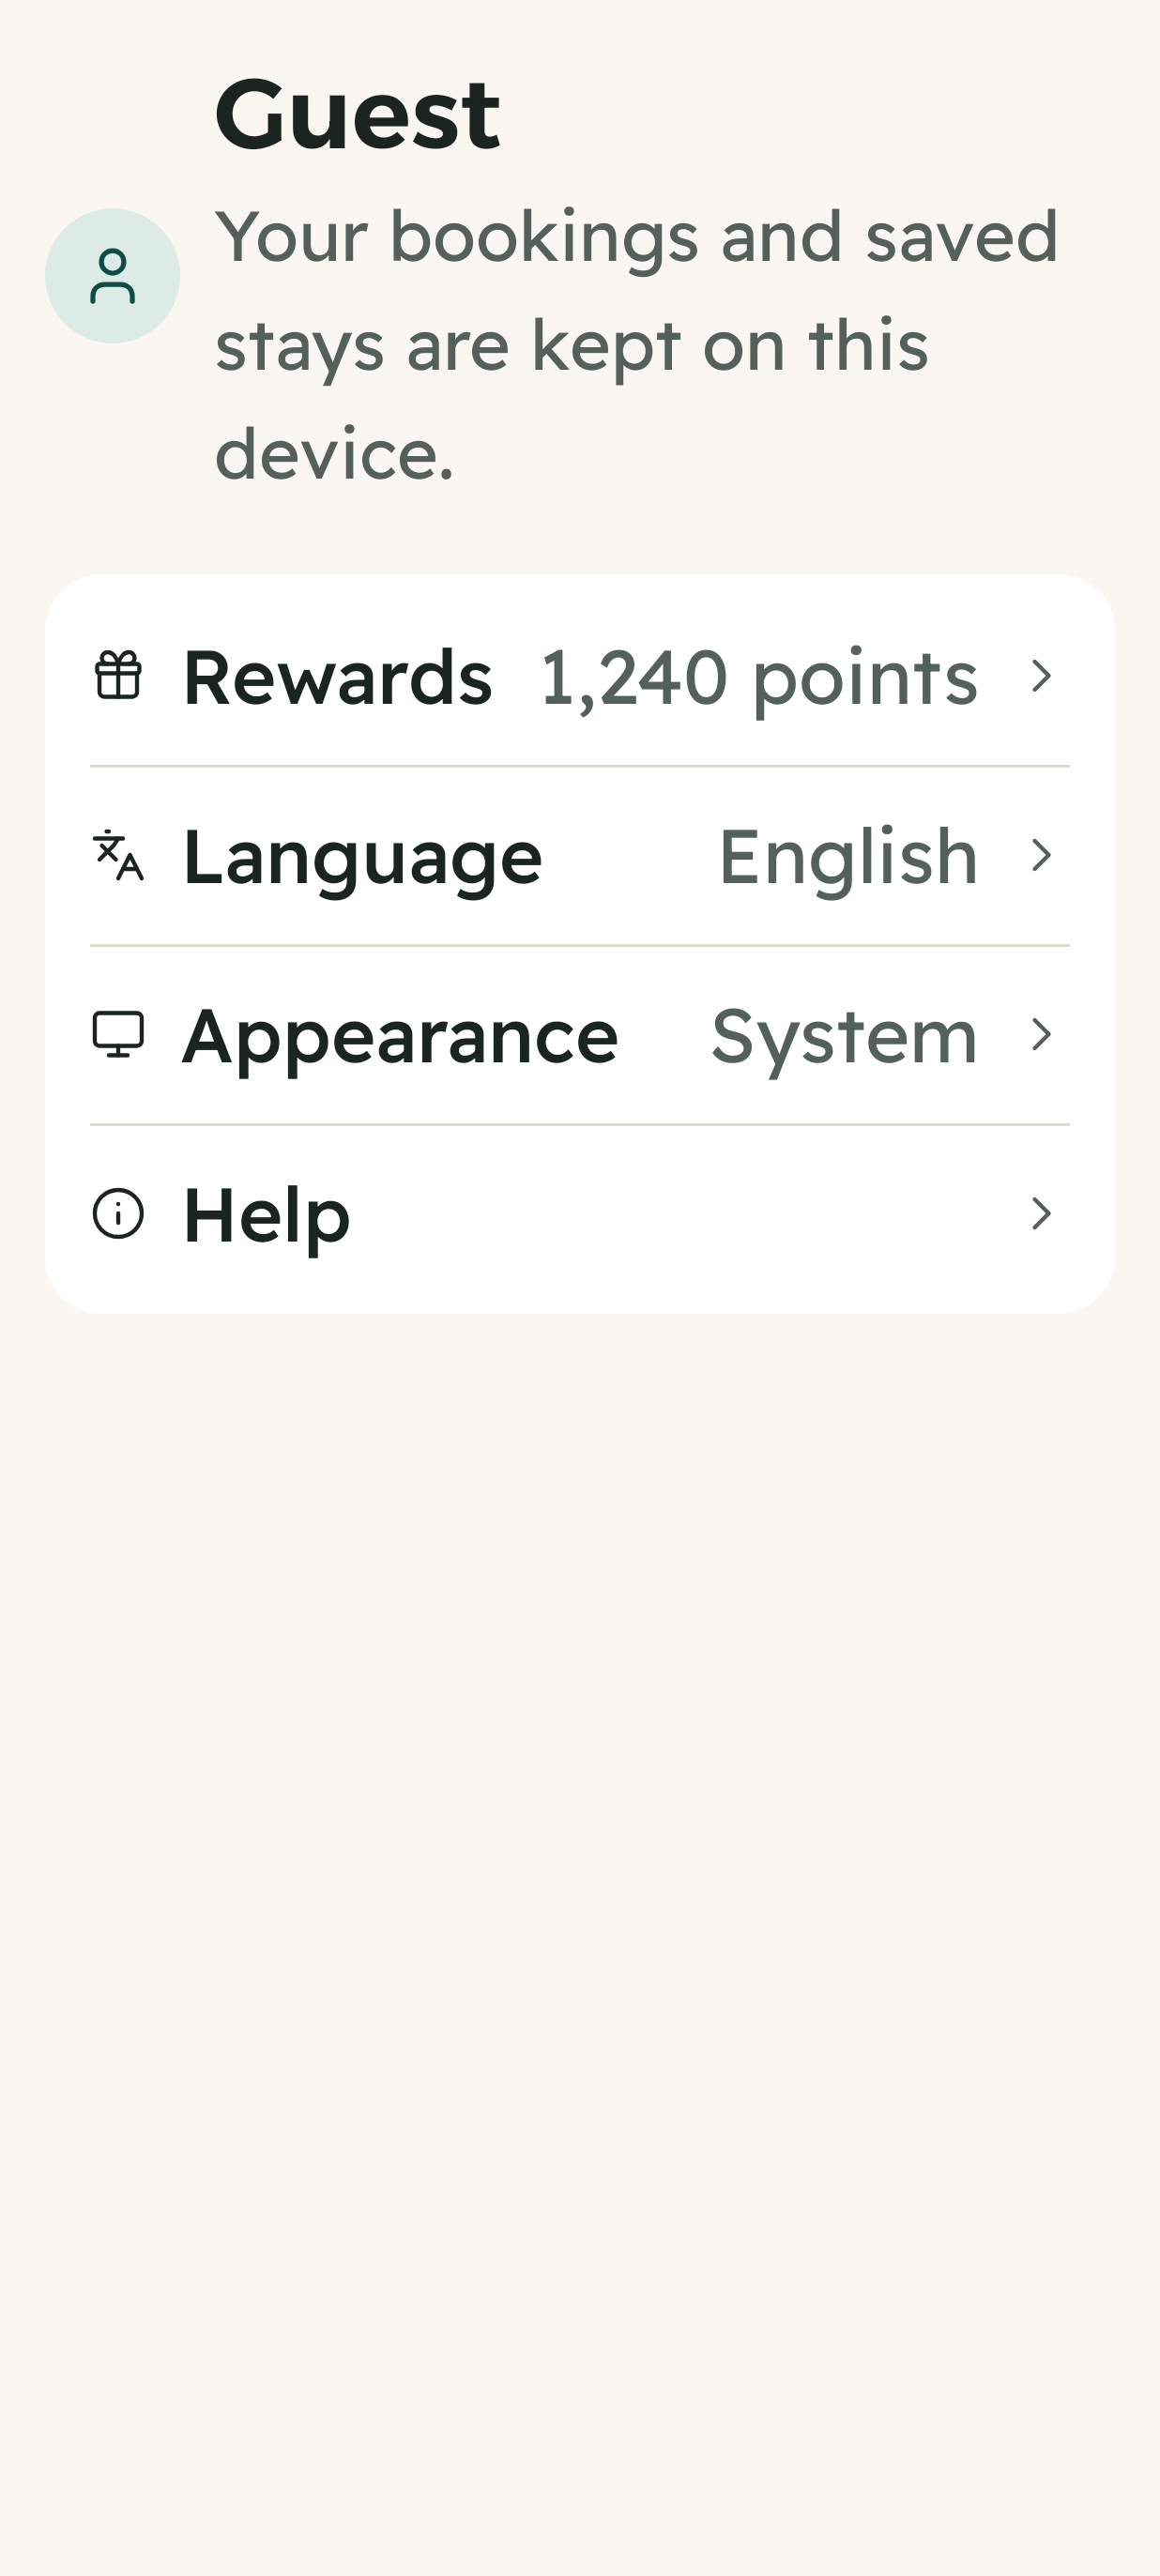 Guest
Your bookings and saved
stays are kept on this
device.
Rewards 1,240 points
Language English
Appearance System
Help